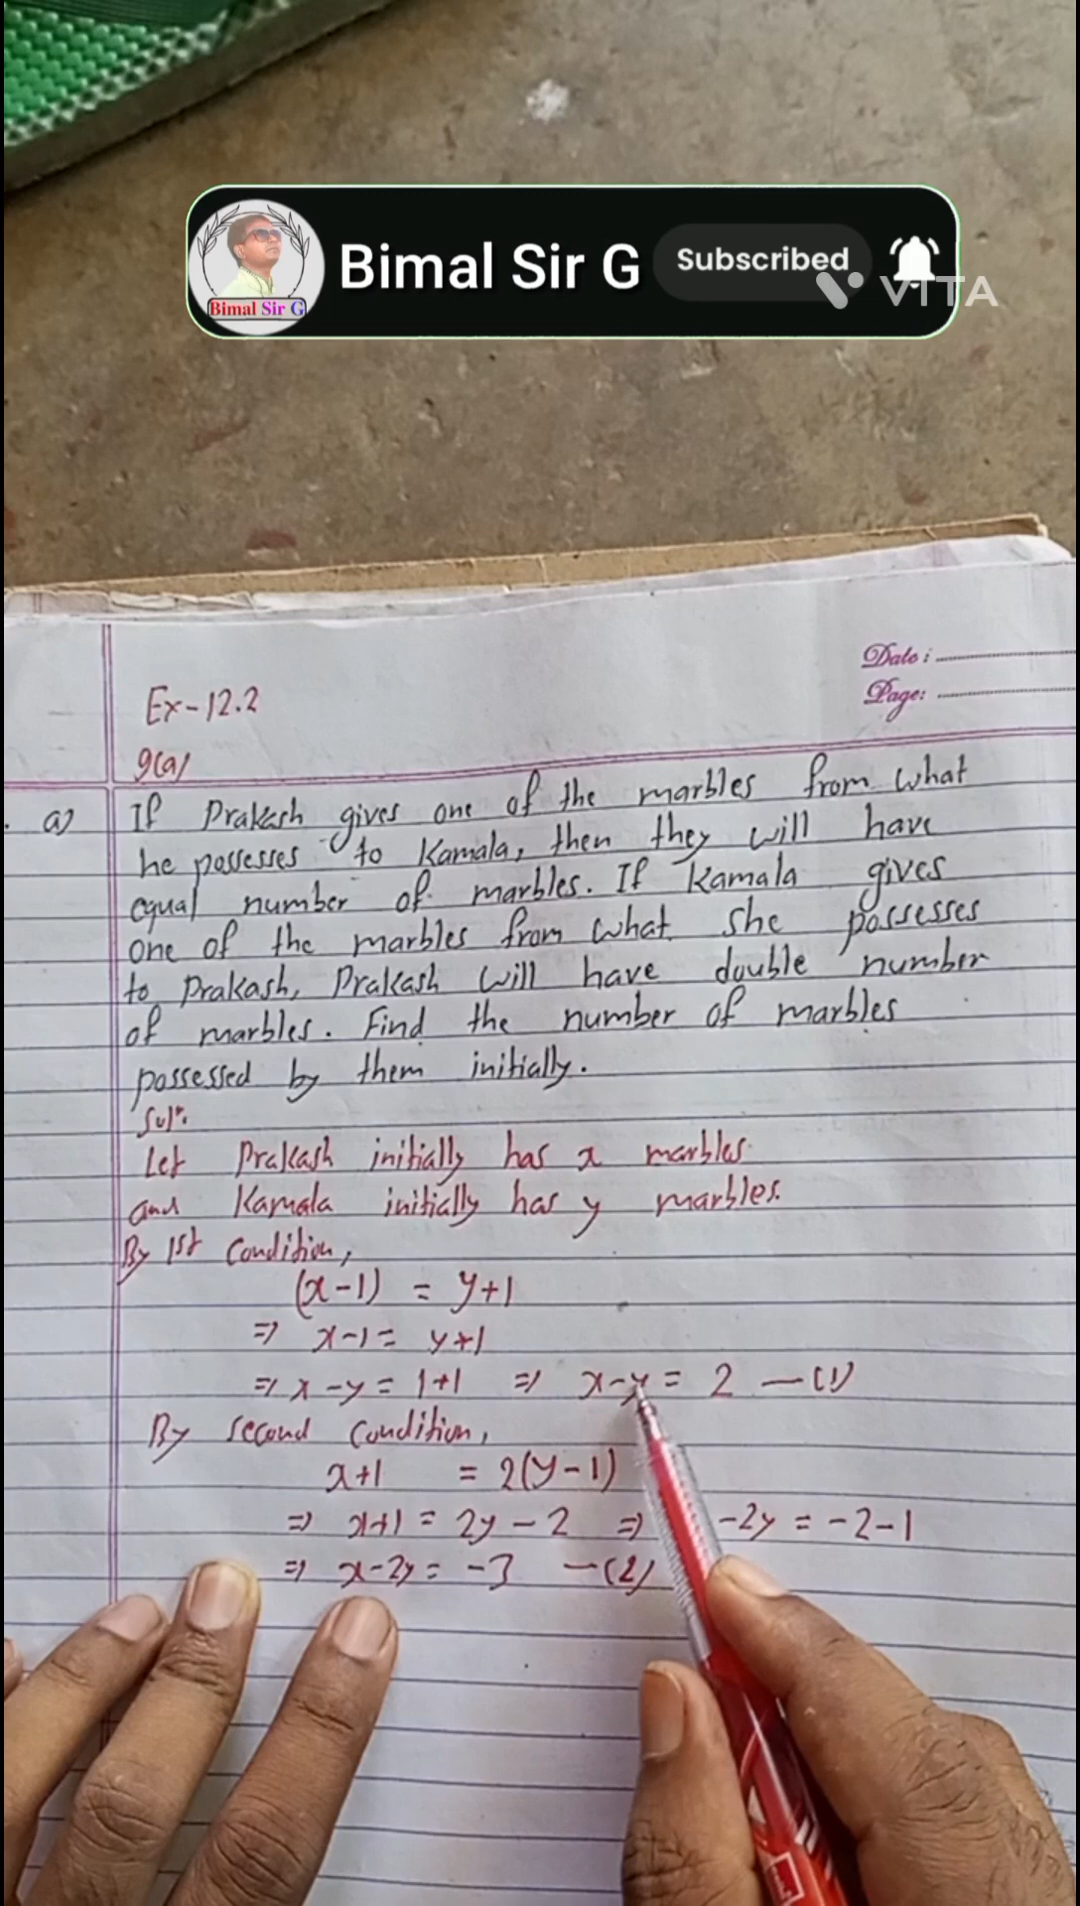 Bimal Sir G
Bimal Sir G Subscribed
VITA
Date:
Page:
Ex-12.2
9(a)
a) If Prakash gives one of the marbles from what
he possesses to Kamala, then they will have
equal number of marbles. If Kamala gives
one of the marbles from what she possesses
to Prakash, Prakash will have double number
of marbles. Find the number of marbles
possessed by them initially.
Solⁿ.
Let Prakash initially has x marbles
and Kamala initially has y marbles.
By 1st Condition,
(x-1) = y+1
⇒ x-1 = y+1
⇒ x-y = 1+1 ⇒ x-y = 2 —(1)
By second Condition,
x+1 = 2(y-1)
⇒ x+1 = 2y-2 ⇒ -2y = -2-1
⇒ x-2y = -3 —(2)